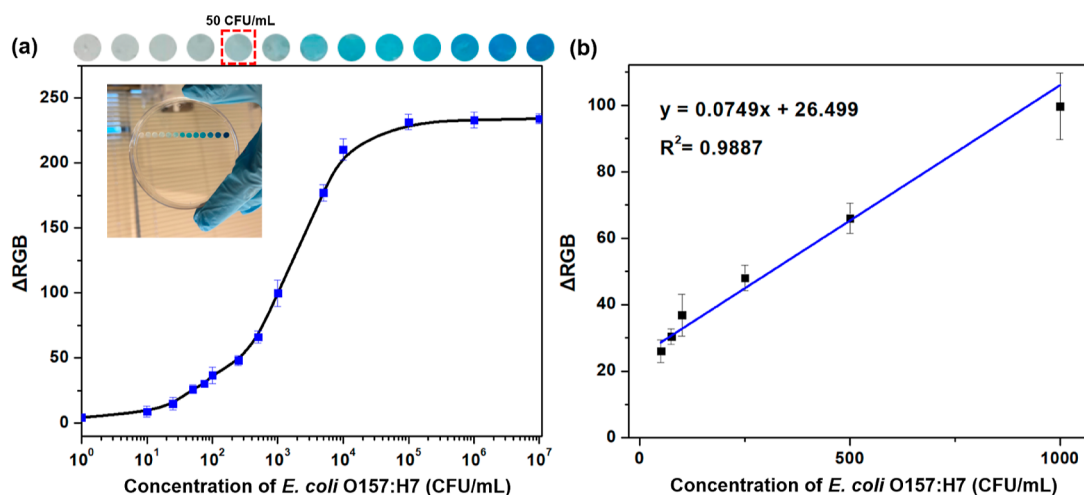 50 CFU/mL
(a)
250
200
150
100
50
0
ΔRGB
10⁰ 10¹ 10² 10³ 10⁴ 10⁵ 10⁶ 10⁷
Concentration of E. coli O157:H7 (CFU/mL)
(b)
y = 0.0749x + 26.499
R²= 0.9887
100
80
60
40
20
0
ΔRGB
0 500 1000
Concentration of E. coli O157:H7 (CFU/mL)